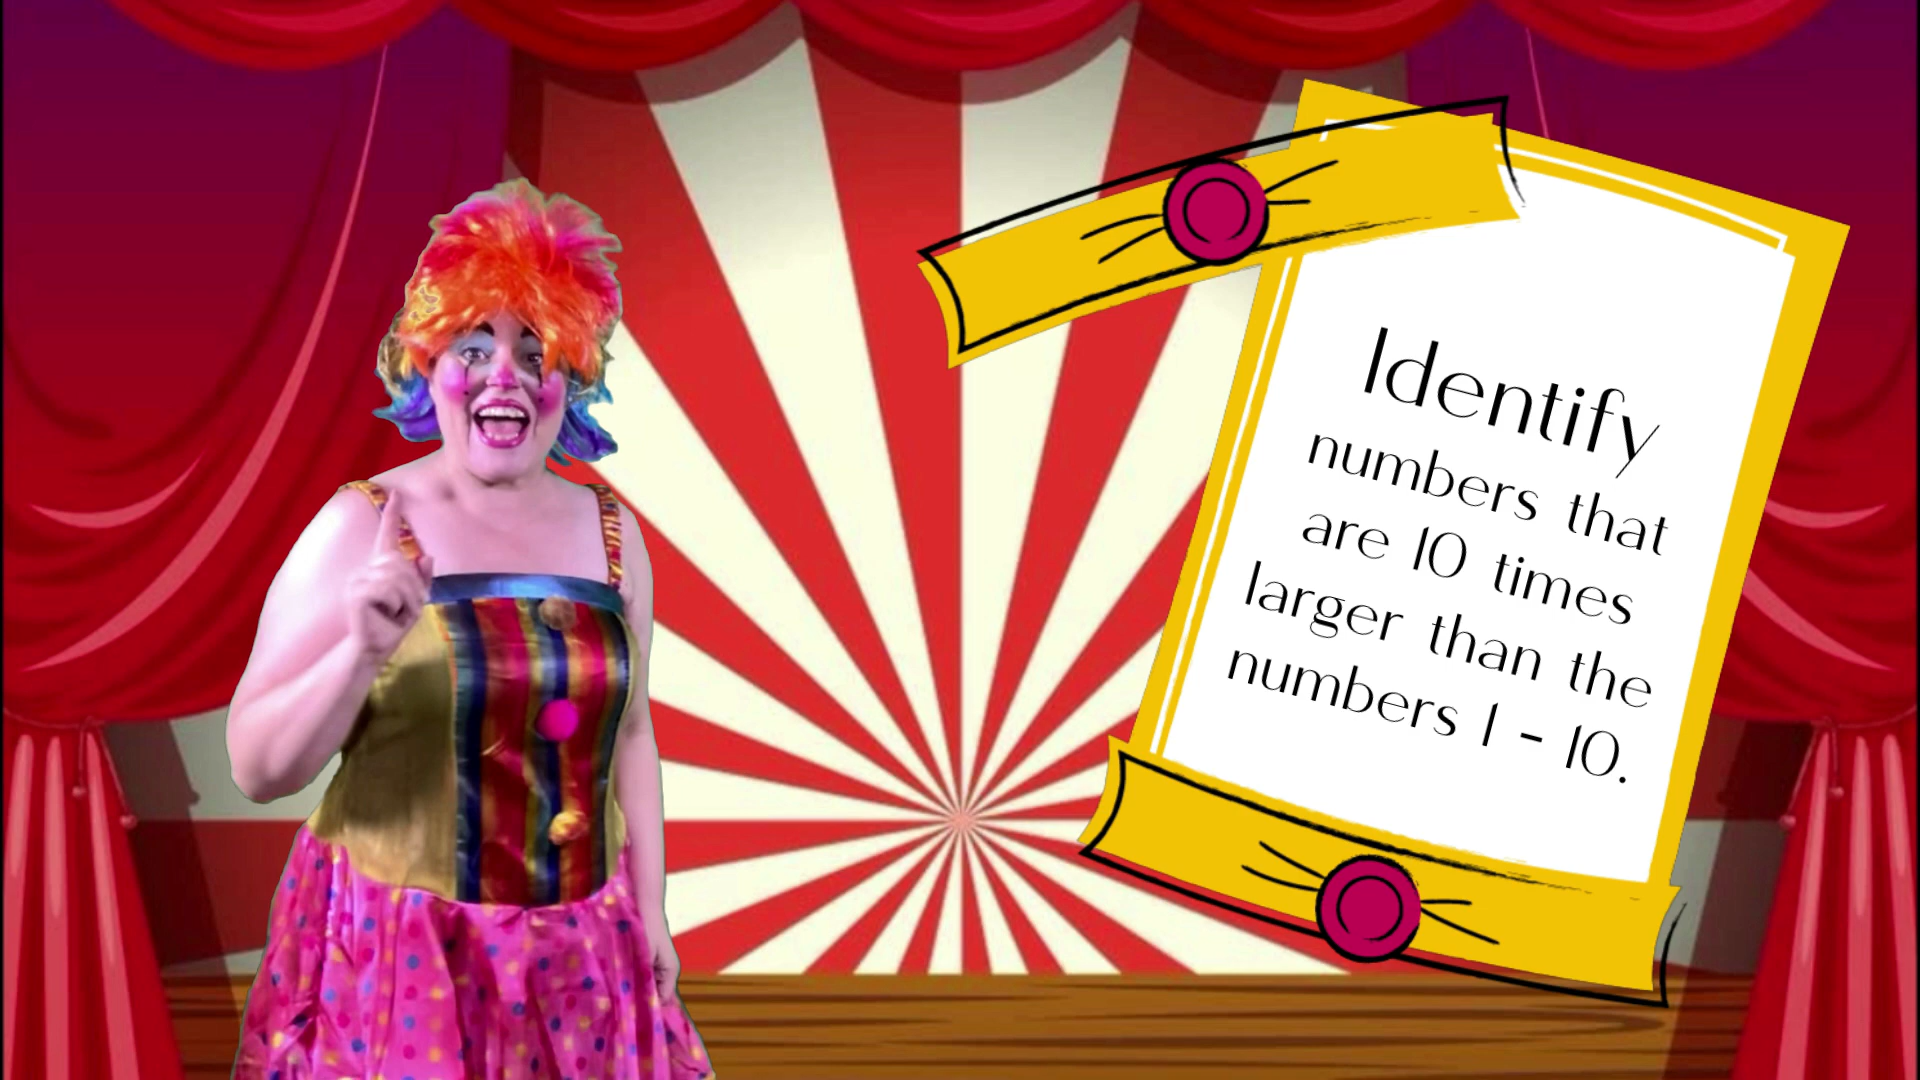 Identify
numbers that
are 10 times
larger than the
numbers 1 - 10.